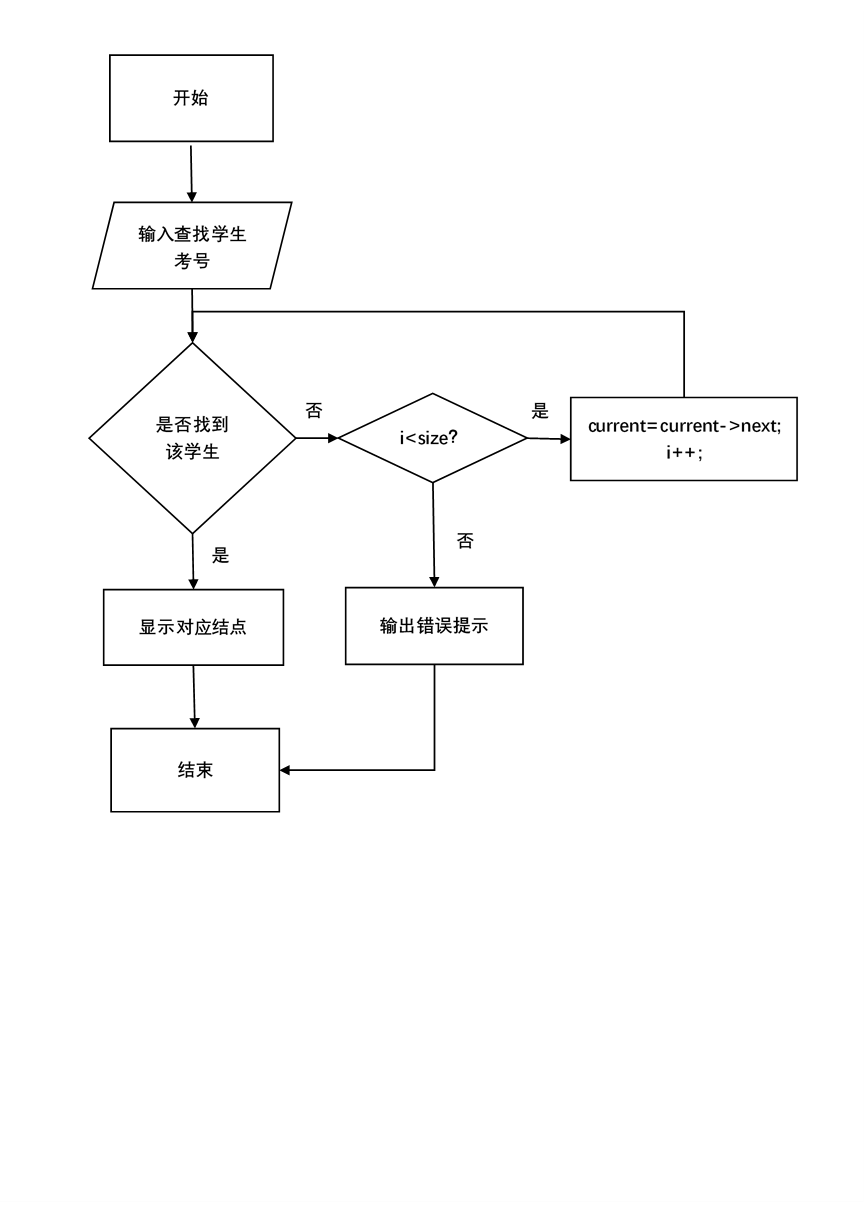 开始
输入查找学生
考号
是否找到
该学生
否
i<size?
是
current=current->next;
i++;
是
否
显示对应结点
输出错误提示
结束